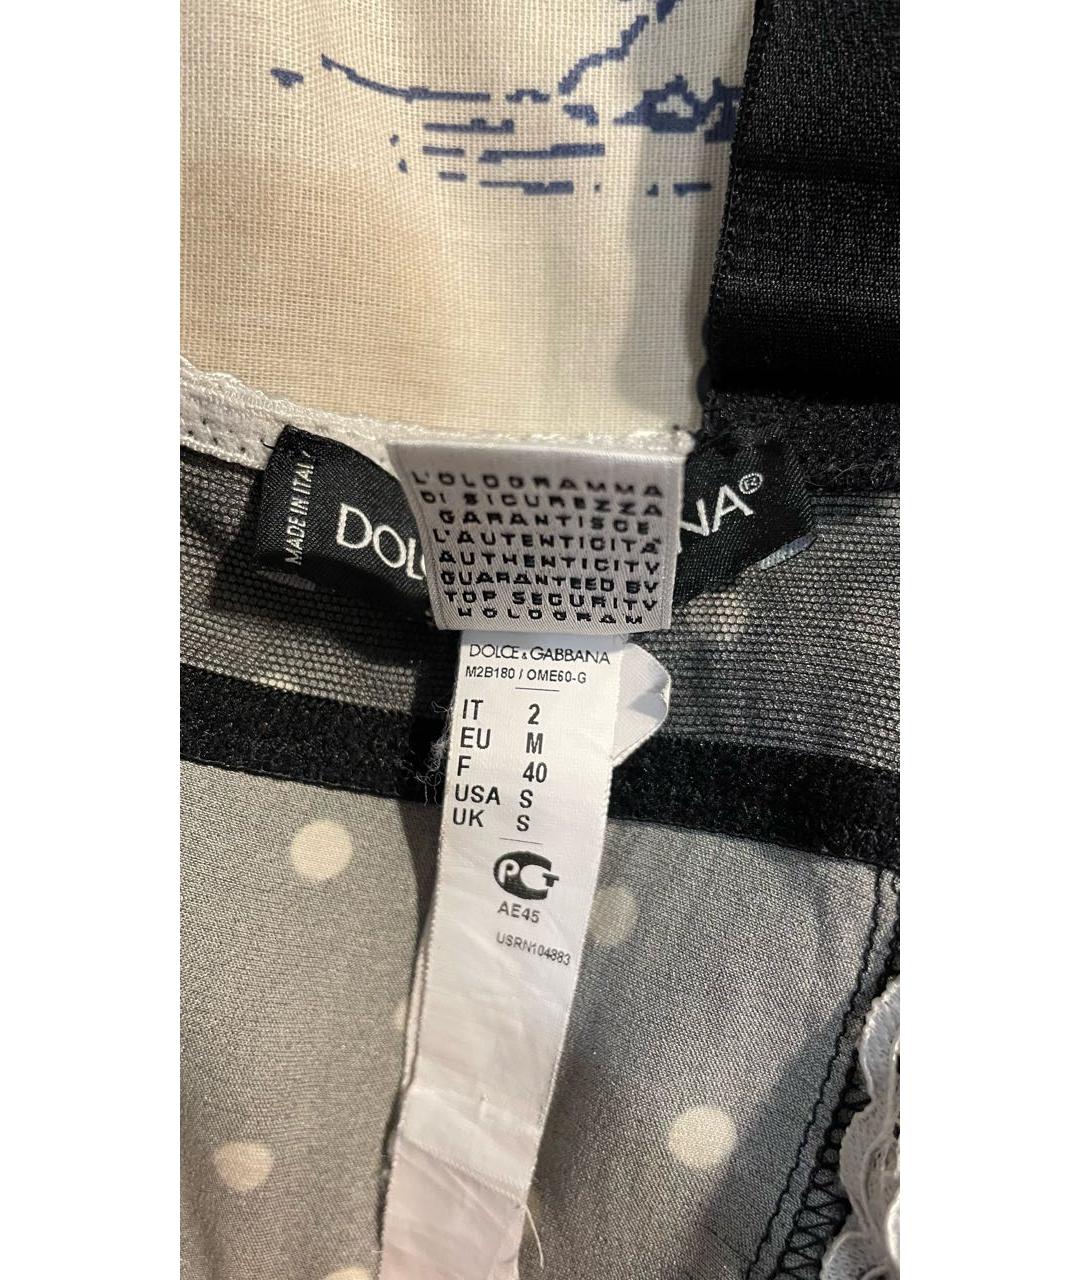 MADE IN ITALY
DOL
NA®
L'OLOGRAMMA
DI SICUREZZA
GARANTISCE
L'AUTENTICITÀ
AUTHENTICITY
GUARANTEED BY
TOP SECURITY
HOLOGRAM
DOLCE & GABBANA
M2B180 / OME60-G
IT 2
EU M
F 40
USA S
UK S
PCT
AE45
USRN104883